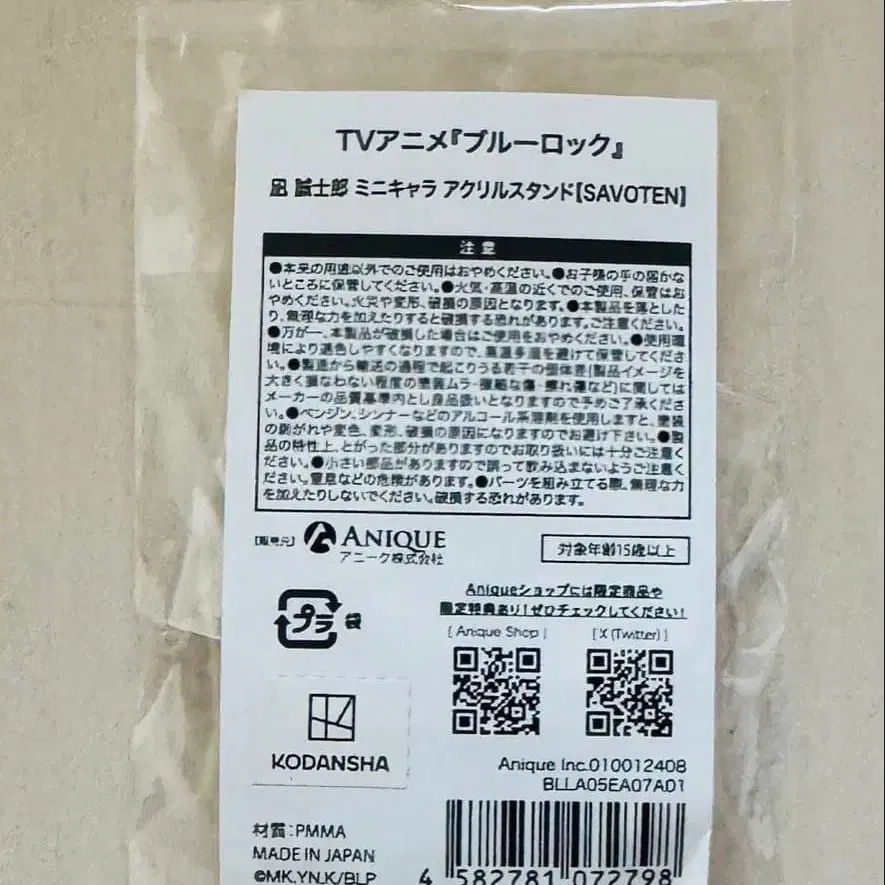 TVアニメ『ブルーロック』
凪 誠士郎 ミニキャラ アクリルスタンド[SAVOTEN]
注意
●本来の用途以外でのご使用はおやめください。●お子様の手の届かな
いところに保管してください。●火気・高温の近くでのご使用、保管はお
やめください。火災や変形、破損の原因となります。●本製品を落とした
り、無理な力を加えたりすると破損する恐れがあります。ご注意ください。
●万が一、本製品が破損した場合はご使用をおやめください。●使用環
境により退色しやすくなりますので、高温多湿を避けて保管してくださ
い。●製造から輸送の過程で起こりうる若干の個体差(製品イメージを
大きく損なわない程度の塗装ムラ・微細な傷・擦れ傷など)に関しては
メーカーの品質基準内とし良品扱いとなりますので予めご了承くださ
い。●ベンジン、シンナーなどのアルコール系溶剤を使用しますと、塗装
の剥がれや変色、変形、破損の原因になりますのでお避け下さい。●製
品の特性上、とがった部分がありますのでお取り扱いには十分ご注意く
ださい。●小さい部品がありますので誤って飲み込まないようご注意く
ださい。窒息などの危険があります。●パーツを組み立てる際、無理な力
を加えたりしないでください。破損する恐れがあります。
[販売元] ANIQUE
アニーク株式会社
対象年齢15歳以上
Aniqueショップには限定商品や
限定特典あり!ぜひチェックしてください!
[ Anique Shop ] [ X (Twitter) ]
プラ 袋
KODANSHA
Anique Inc.010012408
BLLA05EA07A01
材質:PMMA
MADE IN JAPAN
©MK,YN,K/BLP
4 582781 072798